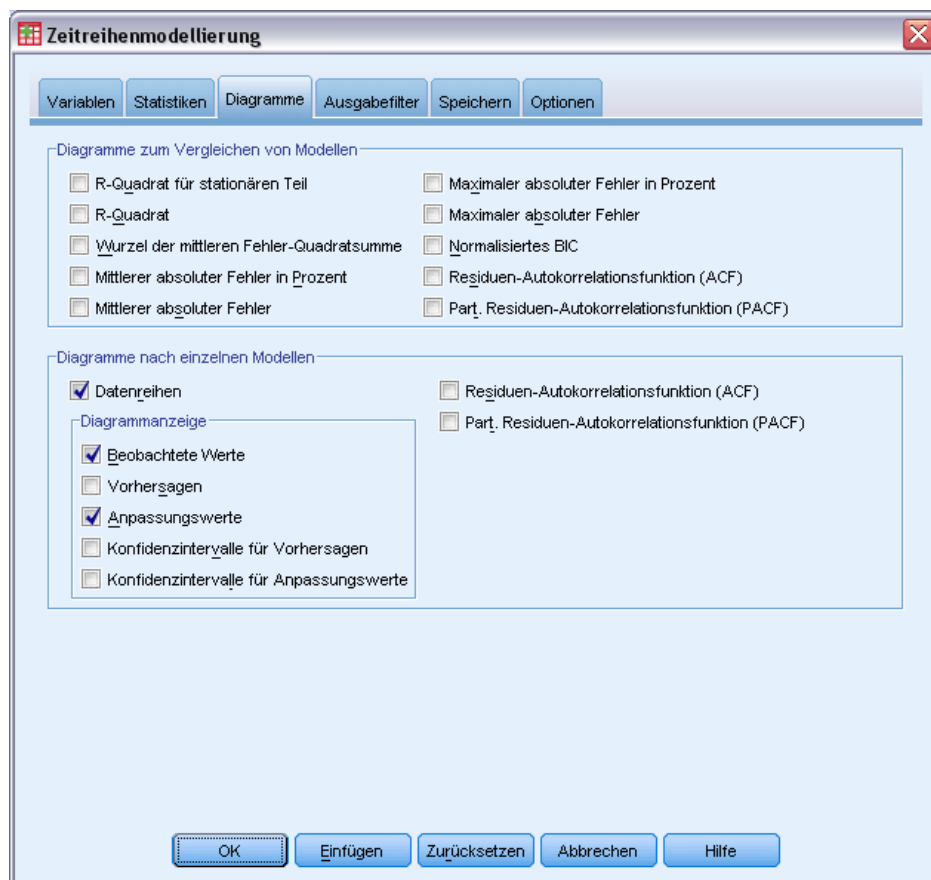 Zeitreihenmodellierung
Variablen Statistiken Diagramme Ausgabefilter Speichern Optionen
Diagramme zum Vergleichen von Modellen
R-Quadrat für stationären Teil
R-Quadrat
Wurzel der mittleren Fehler-Quadratsumme
Mittlerer absoluter Fehler in Prozent
Mittlerer absoluter Fehler
Maximaler absoluter Fehler in Prozent
Maximaler absoluter Fehler
Normalisiertes BIC
Residuen-Autokorrelationsfunktion (ACF)
Part. Residuen-Autokorrelationsfunktion (PACF)
Diagramme nach einzelnen Modellen
Datenreihen
Diagrammanzeige
Beobachtete Werte
Vorhersagen
Anpassungswerte
Konfidenzintervalle für Vorhersagen
Konfidenzintervalle für Anpassungswerte
Residuen-Autokorrelationsfunktion (ACF)
Part. Residuen-Autokorrelationsfunktion (PACF)
OK Einfügen Zurücksetzen Abbrechen Hilfe